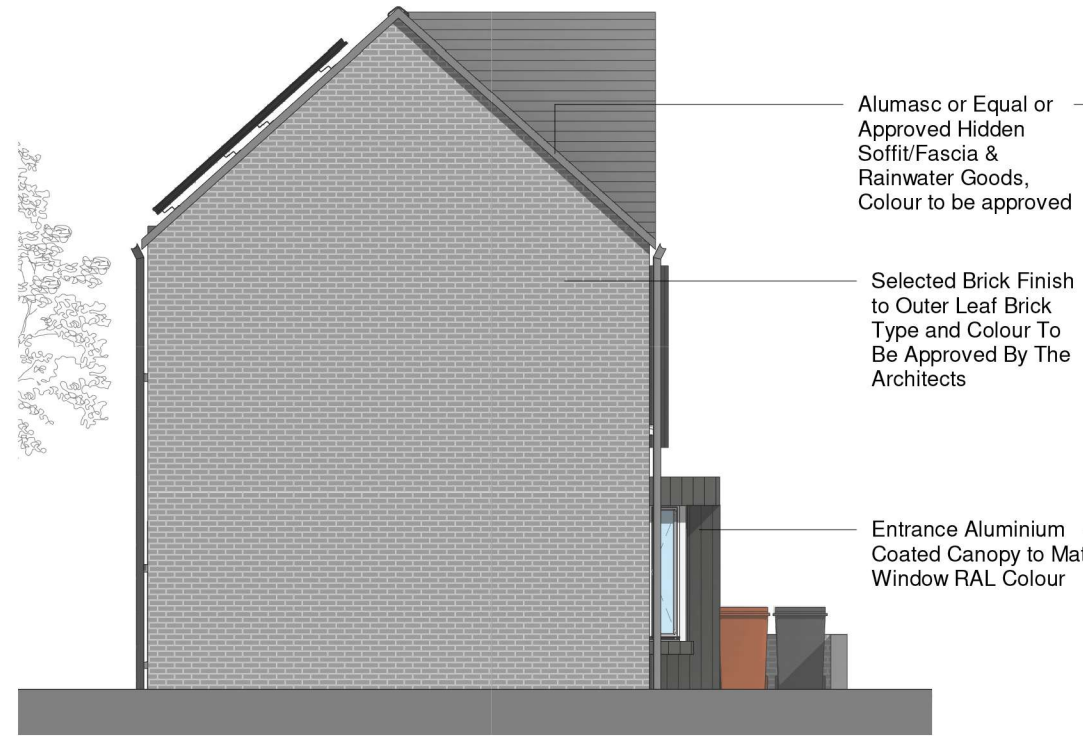 Alumasc or Equal or
Approved Hidden
Soffit/Fascia &
Rainwater Goods,
Colour to be approved
Selected Brick Finish
to Outer Leaf Brick
Type and Colour To
Be Approved By The
Architects
Entrance Aluminium
Coated Canopy to
Window RAL Colour